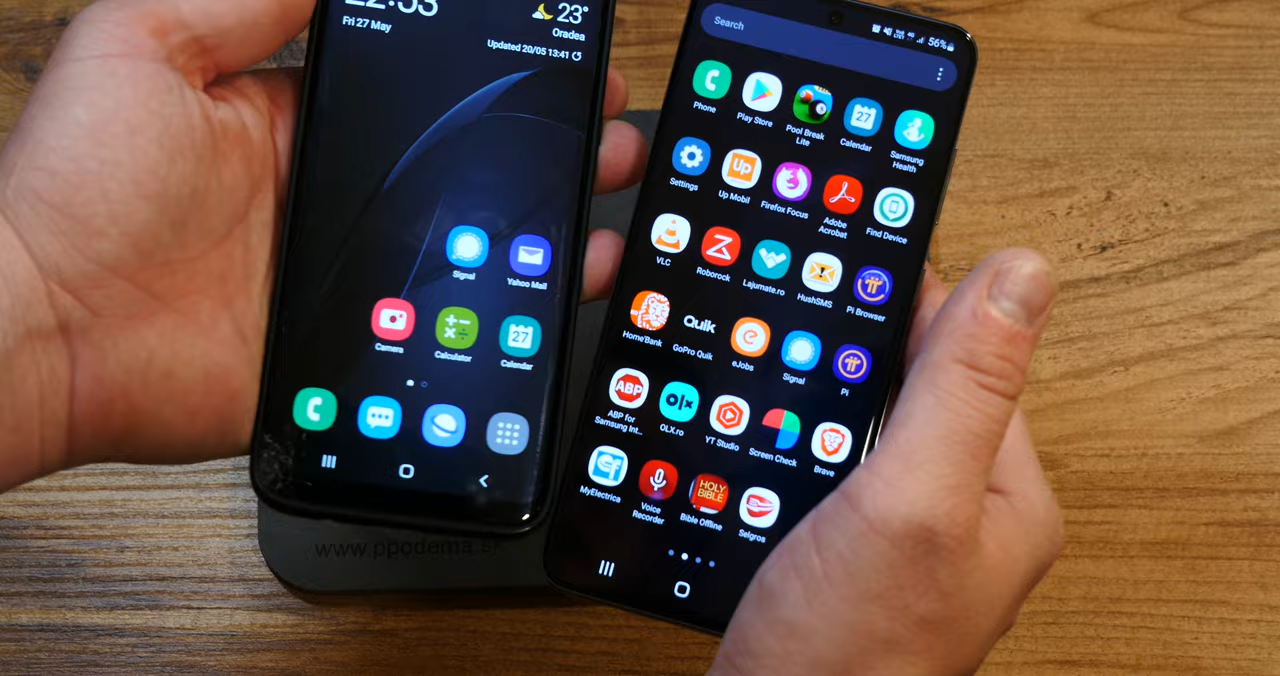 22:53
Fri 27 May
23°
Oradea
Updated 20/05 13:41
Signal
Yahoo Mail
Camera
Calculator
27
Calendar
Search
56%
Phone
Play Store
Pool Break
Lite
27
Calendar
Samsung
Health
Settings
Up
Up Mobil
Firefox Focus
Adobe
Acrobat
Find Device
VLC
Roborock
Lajumate.ro
HushSMS
Pi Browser
Home'Bank
Quik
GoPro Quik
e
eJobs
Signal
Pi
ABP
ABP for
Samsung Int...
olx
OLX.ro
YT Studio
Screen Check
Brave
MyElectrica
Voice
Recorder
HOLY
BIBLE
Bible Offline
Selgros